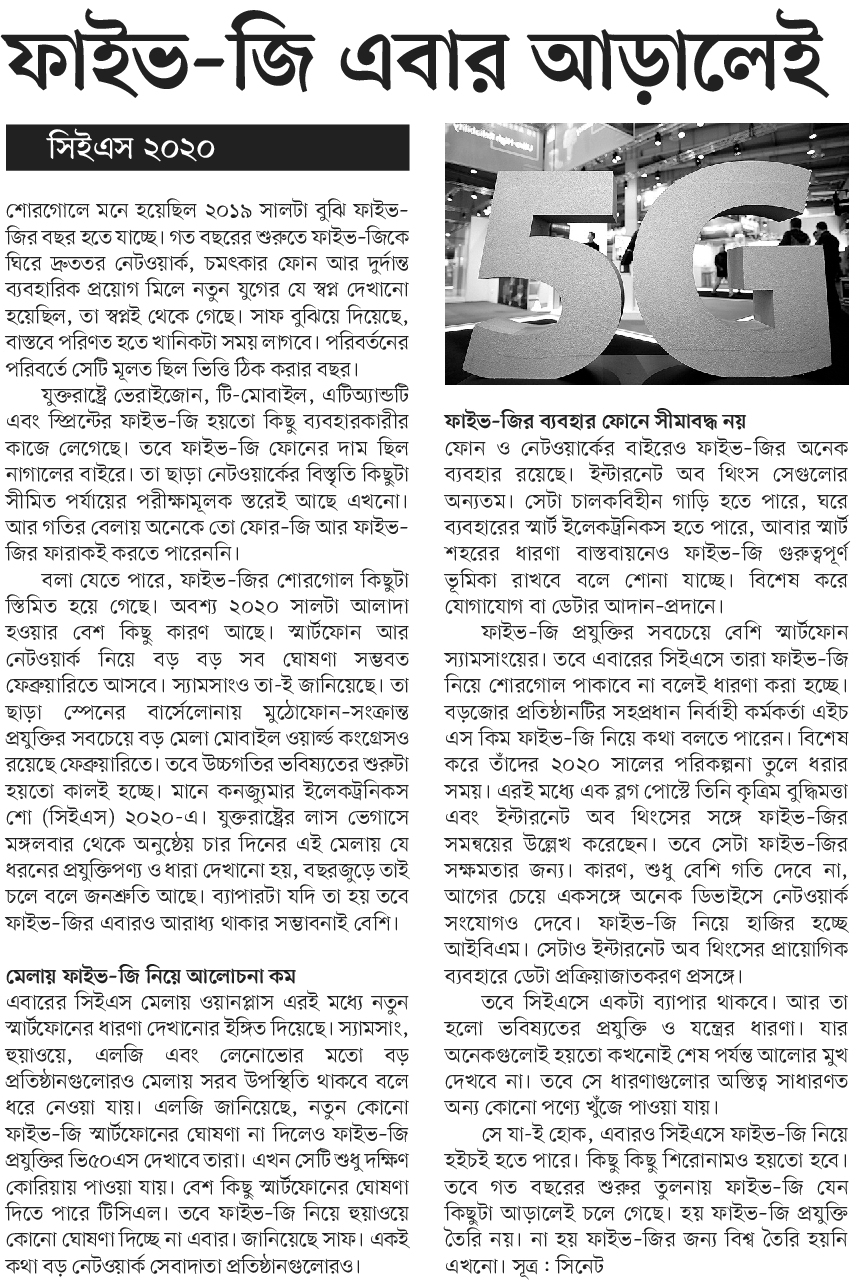 ফাইভ-জি এবার আড়ালেই
সিইএস ২০২০
শোরগোলে মনে হয়েছিল ২০১৯ সালটা বুঝি ফাইভ-
জির বছর হতে যাচ্ছে। গত বছরের শুরুতে ফাইভ-জিকে
ঘিরে দ্রুততর নেটওয়ার্ক, চমৎকার ফোন আর দুর্দান্ত
ব্যবহারিক প্রয়োগ মিলে নতুন যুগের যে স্বপ্ন দেখানো
হয়েছিল, তা স্বপ্নই থেকে গেছে। সাফ বুঝিয়ে দিয়েছে,
বাস্তবে পরিণত হতে খানিকটা সময় লাগবে। পরিবর্তনের
পরিবর্তে সেটি মূলত ছিল ভিত্তি ঠিক করার বছর।
যুক্তরাষ্ট্রে ভেরাইজোন, টি-মোবাইল, এটিঅ্যান্ডটি
এবং স্প্রিন্টের ফাইভ-জি হয়তো কিছু ব্যবহারকারীর
কাজে লেগেছে। তবে ফাইভ-জি ফোনের দাম ছিল
নাগালের বাইরে। তা ছাড়া নেটওয়ার্কের বিস্তৃতি কিছুটা
সীমিত পর্যায়ের পরীক্ষামূলক স্তরেই আছে এখনো।
আর গতির বেলায় অনেকে তো ফোর-জি আর ফাইভ-
জির ফারাকই করতে পারেননি।
বলা যেতে পারে, ফাইভ-জির শোরগোল কিছুটা
স্তিমিত হয়ে গেছে। অবশ্য ২০২০ সালটা আলাদা
হওয়ার বেশ কিছু কারণ আছে। স্মার্টফোন আর
নেটওয়ার্ক নিয়ে বড় বড় সব ঘোষণা সম্ভবত
ফেব্রুয়ারিতে আসবে। স্যামসাংও তা-ই জানিয়েছে। তা
ছাড়া স্পেনের বার্সেলোনায় মুঠোফোন-সংক্রান্ত
প্রযুক্তির সবচেয়ে বড় মেলা মোবাইল ওয়ার্ল্ড কংগ্রেসও
রয়েছে ফেব্রুয়ারিতে। তবে উচ্চগতির ভবিষ্যতের শুরুটা
হয়তো কালই হচ্ছে। মানে কনজ্যুমার ইলেকট্রনিকস
শো (সিইএস) ২০২০-এ। যুক্তরাষ্ট্রের লাস ভেগাসে
মঙ্গলবার থেকে অনুষ্ঠেয় চার দিনের এই মেলায় যে
ধরনের প্রযুক্তিপণ্য ও ধারা দেখানো হয়, বছরজুড়ে তাই
চলে বলে জনশ্রুতি আছে। ব্যাপারটা যদি তা হয় তবে
ফাইভ-জির এবারও আরাধ্য থাকার সম্ভাবনাই বেশি।
মেলায় ফাইভ-জি নিয়ে আলোচনা কম
এবারের সিইএস মেলায় ওয়ানপ্লাস এরই মধ্যে নতুন
স্মার্টফোনের ধারণা দেখানোর ইঙ্গিত দিয়েছে। স্যামসাং,
হুয়াওয়ে, এলজি এবং লেনোভোর মতো বড়
প্রতিষ্ঠানগুলোরও মেলায় সরব উপস্থিতি থাকবে বলে
ধরে নেওয়া যায়। এলজি জানিয়েছে, নতুন কোনো
ফাইভ-জি স্মার্টফোনের ঘোষণা না দিলেও ফাইভ-জি
প্রযুক্তির ভি৫০এস দেখাবে তারা। এখন সেটি শুধু দক্ষিণ
কোরিয়ায় পাওয়া যায়। বেশ কিছু স্মার্টফোনের ঘোষণা
দিতে পারে টিসিএল। তবে ফাইভ-জি নিয়ে হুয়াওয়ে
কোনো ঘোষণা দিচ্ছে না এবার। জানিয়েছে সাফ। একই
কথা বড় নেটওয়ার্ক সেবাদাতা প্রতিষ্ঠানগুলোরও।
5G
ফাইভ-জির ব্যবহার ফোনে সীমাবদ্ধ নয়
ফোন ও নেটওয়ার্কের বাইরেও ফাইভ-জির অনেক
ব্যবহার রয়েছে। ইন্টারনেট অব থিংস সেগুলোর
অন্যতম। সেটা চালকবিহীন গাড়ি হতে পারে, ঘরে
ব্যবহারের স্মার্ট ইলেকট্রনিকস হতে পারে, আবার স্মার্ট
শহরের ধারণা বাস্তবায়নেও ফাইভ-জি গুরুত্বপূর্ণ
ভূমিকা রাখবে বলে শোনা যাচ্ছে। বিশেষ করে
যোগাযোগ বা ডেটার আদান-প্রদানে।
ফাইভ-জি প্রযুক্তির সবচেয়ে বেশি স্মার্টফোন
স্যামসাংয়ের। তবে এবারের সিইএসে তারা ফাইভ-জি
নিয়ে শোরগোল পাকাবে না বলেই ধারণা করা হচ্ছে।
বড়জোর প্রতিষ্ঠানটির সহপ্রধান নির্বাহী কর্মকর্তা এইচ
এস কিম ফাইভ-জি নিয়ে কথা বলতে পারেন। বিশেষ
করে তাঁদের ২০২০ সালের পরিকল্পনা তুলে ধরার
সময়। এরই মধ্যে এক ব্লগ পোস্টে তিনি কৃত্রিম বুদ্ধিমত্তা
এবং ইন্টারনেট অব থিংসের সঙ্গে ফাইভ-জির
সমন্বয়ের উল্লেখ করেছেন। তবে সেটা ফাইভ-জির
সক্ষমতার জন্য। কারণ, শুধু বেশি গতি দেবে না,
আগের চেয়ে একসঙ্গে অনেক ডিভাইসে নেটওয়ার্ক
সংযোগও দেবে। ফাইভ-জি নিয়ে হাজির হচ্ছে
আইবিএম। সেটাও ইন্টারনেট অব থিংসের প্রায়োগিক
ব্যবহারে ডেটা প্রক্রিয়াজাতকরণ প্রসঙ্গে।
তবে সিইএসে একটা ব্যাপার থাকবে। আর তা
হলো ভবিষ্যতের প্রযুক্তি ও যন্ত্রের ধারণা। যার
অনেকগুলোই হয়তো কখনোই শেষ পর্যন্ত আলোর মুখ
দেখবে না। তবে সে ধারণাগুলোর অস্তিত্ব সাধারণত
অন্য কোনো পণ্যে খুঁজে পাওয়া যায়।
সে যা-ই হোক, এবারও সিইএসে ফাইভ-জি নিয়ে
হইচই হতে পারে। কিছু কিছু শিরোনামও হয়তো হবে।
তবে গত বছরের শুরুর তুলনায় ফাইভ-জি যেন
কিছুটা আড়ালেই চলে গেছে। হয় ফাইভ-জি প্রযুক্তি
তৈরি নয়। না হয় ফাইভ-জির জন্য বিশ্ব তৈরি হয়নি
এখনো। সূত্র : সিনেট